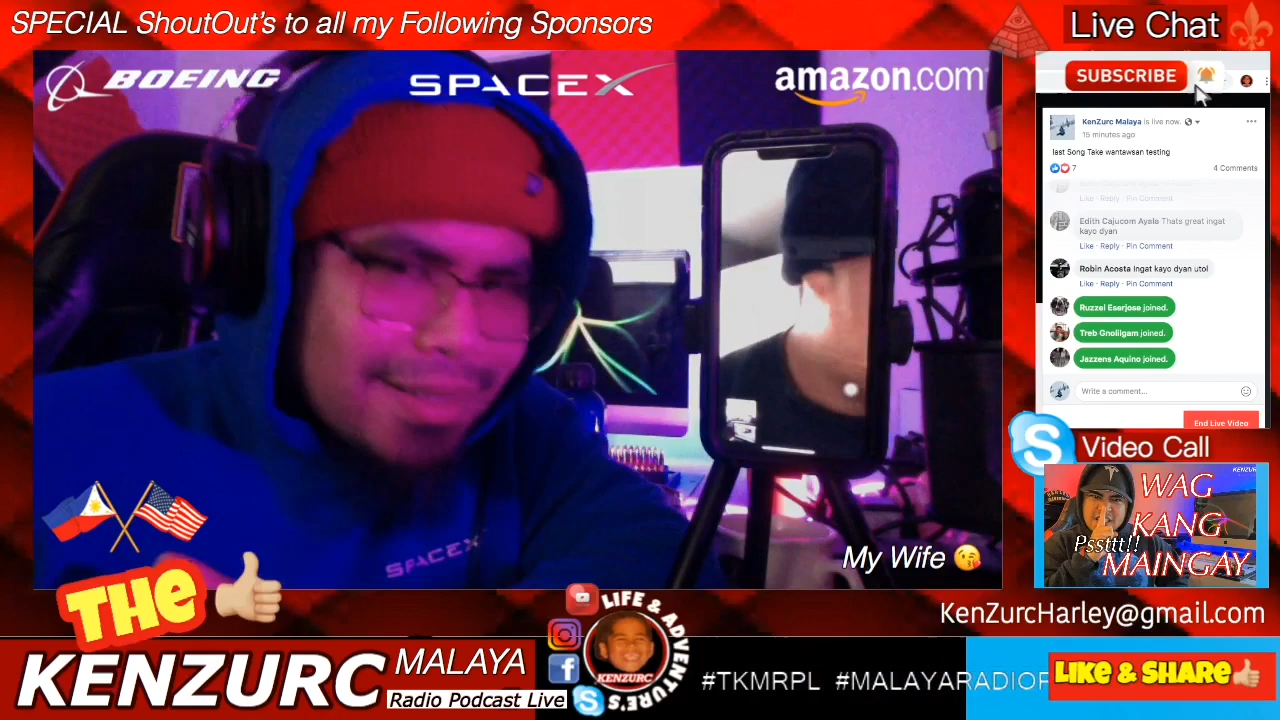 SPECIAL ShoutOut's to all my Following Sponsors
Live Chat
BOEING
SPACEX
amazon.com
SUBSCRIBE
KenZurc Malaya is live now.
15 minutes ago
last Song Take wantawsan testing
7
4 Comments
Like · Reply · Pin Comment
Edith Cajucom Ayala Thats great ingat
kayo dyan
Like · Reply · Pin Comment
Robin Acosta Ingat kayo dyan utol
Like · Reply · Pin Comment
Ruzzel Eserjose joined.
Treb Gnolilgam joined.
Jazzens Aquino joined.
Write a comment...
End Live Video
Video Call
WAG
KANG
Pssttt!!
MAINGAY
SPACEX
My Wife
KenZurcHarley@gmail.com
THe
KENZURC
MALAYA
Radio Podcast Live
LIFE & ADVENTURE'S
KENZURC
#TKMRPL #MALAYARADIOP
LIKE & SHARE